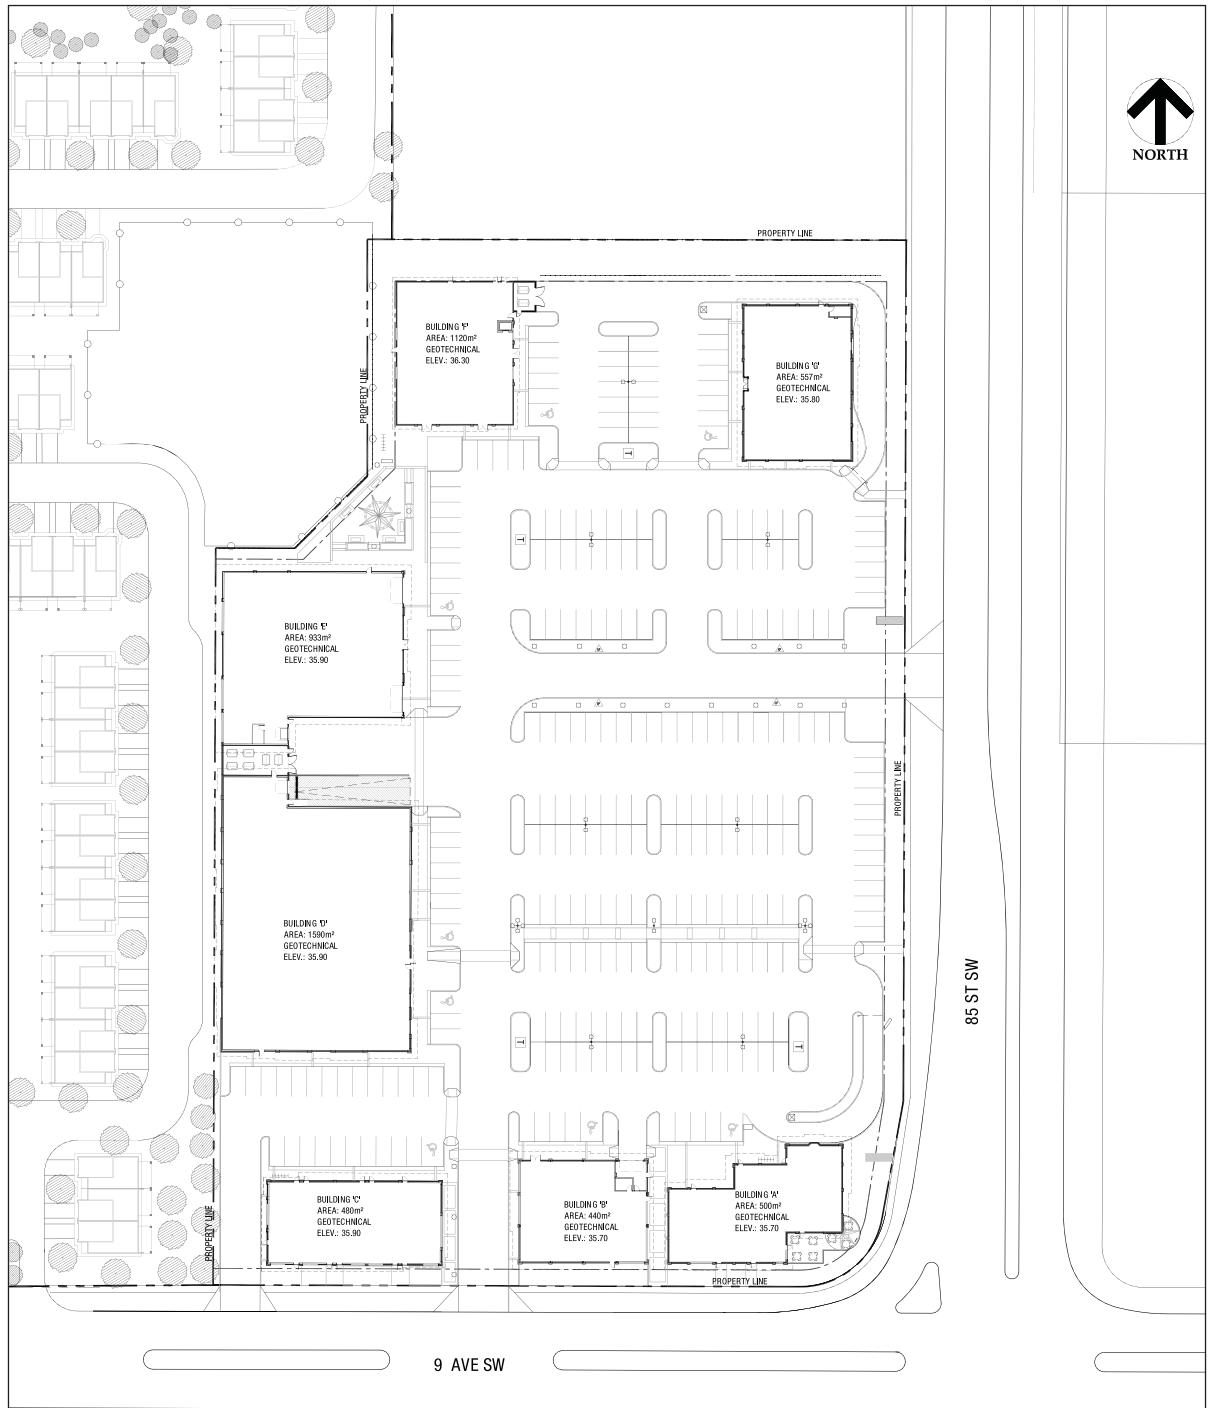 NORTH
PROPERTY LINE
BUILDING 'F'
AREA: 1120m²
GEOTECHNICAL
ELEV.: 36.30
BUILDING 'G'
AREA: 557m²
GEOTECHNICAL
ELEV.: 35.80
PROPERTY LINE
T
T
BUILDING 'E'
AREA: 933m²
GEOTECHNICAL
ELEV.: 35.90
PROPERTY LINE
BUILDING 'D'
AREA: 1590m²
GEOTECHNICAL
ELEV.: 35.90
85 ST SW
T
T
BUILDING 'C'
AREA: 480m²
GEOTECHNICAL
ELEV.: 35.90
BUILDING 'B'
AREA: 440m²
GEOTECHNICAL
ELEV.: 35.70
BUILDING 'A'
AREA: 500m²
GEOTECHNICAL
ELEV.: 35.70
PROPERTY LINE
PROPERTY LINE
9 AVE SW